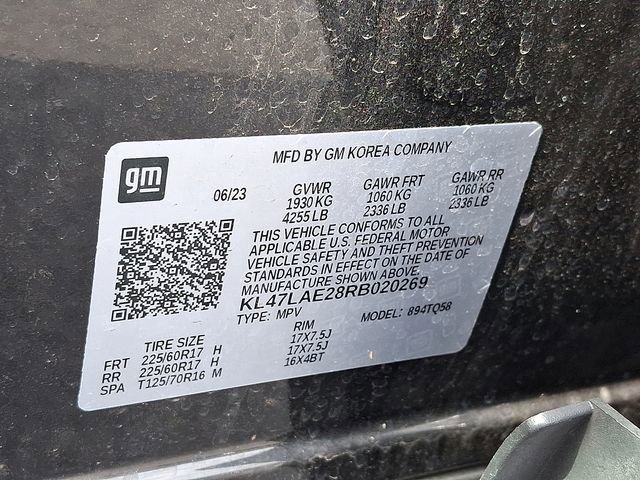 gm
MFD BY GM KOREA COMPANY
06/23 GVWR GAWR FRT GAWR RR
1930 KG 1060 KG 1060 KG
4255 LB 2336 LB 2336 LB
THIS VEHICLE CONFORMS TO ALL
APPLICABLE U.S. FEDERAL MOTOR
VEHICLE SAFETY AND THEFT PREVENTION
STANDARDS IN EFFECT ON THE DATE OF
MANUFACTURE SHOWN ABOVE.
KL47LAE28RB020269
TYPE: MPV MODEL: 894TQ58
TIRE SIZE RIM
FRT 225/60R17 H 17X7.5J
RR 225/60R17 H 17X7.5J
SPA T125/70R16 M 16X4BT